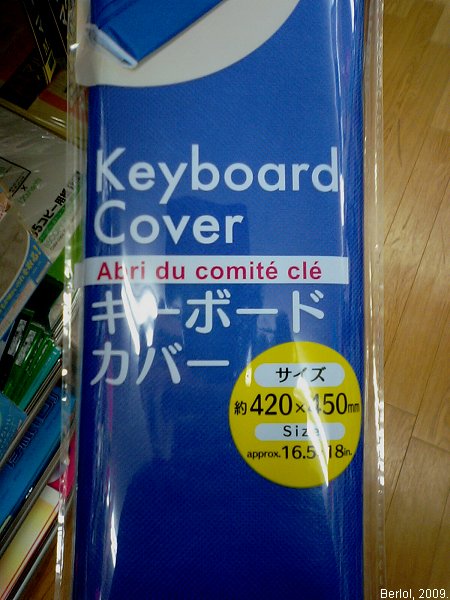 Keyboard
Cover
Abri du comité clé
キーボード
カバー
サイズ
約420×450mm
Size
approx. 16.5×18in.
Berlol, 2009.